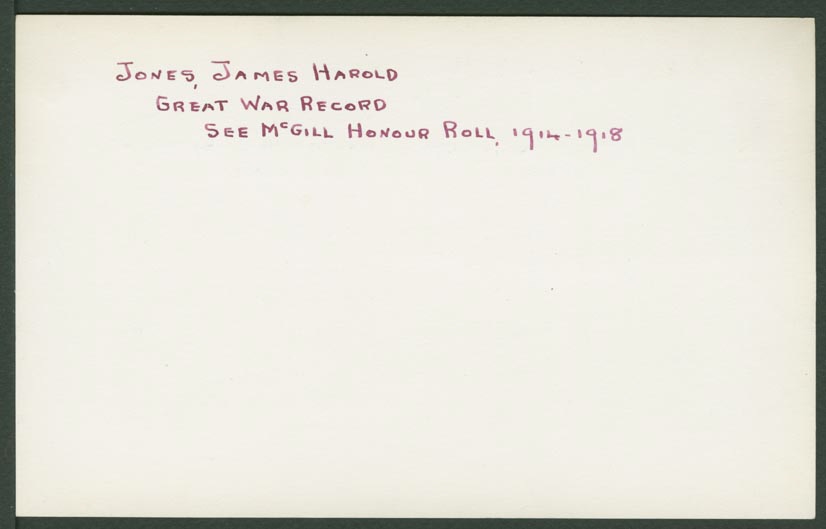 JONES, JAMES HAROLD
GREAT WAR RECORD
SEE McGILL HONOUR ROLL, 1914-1918